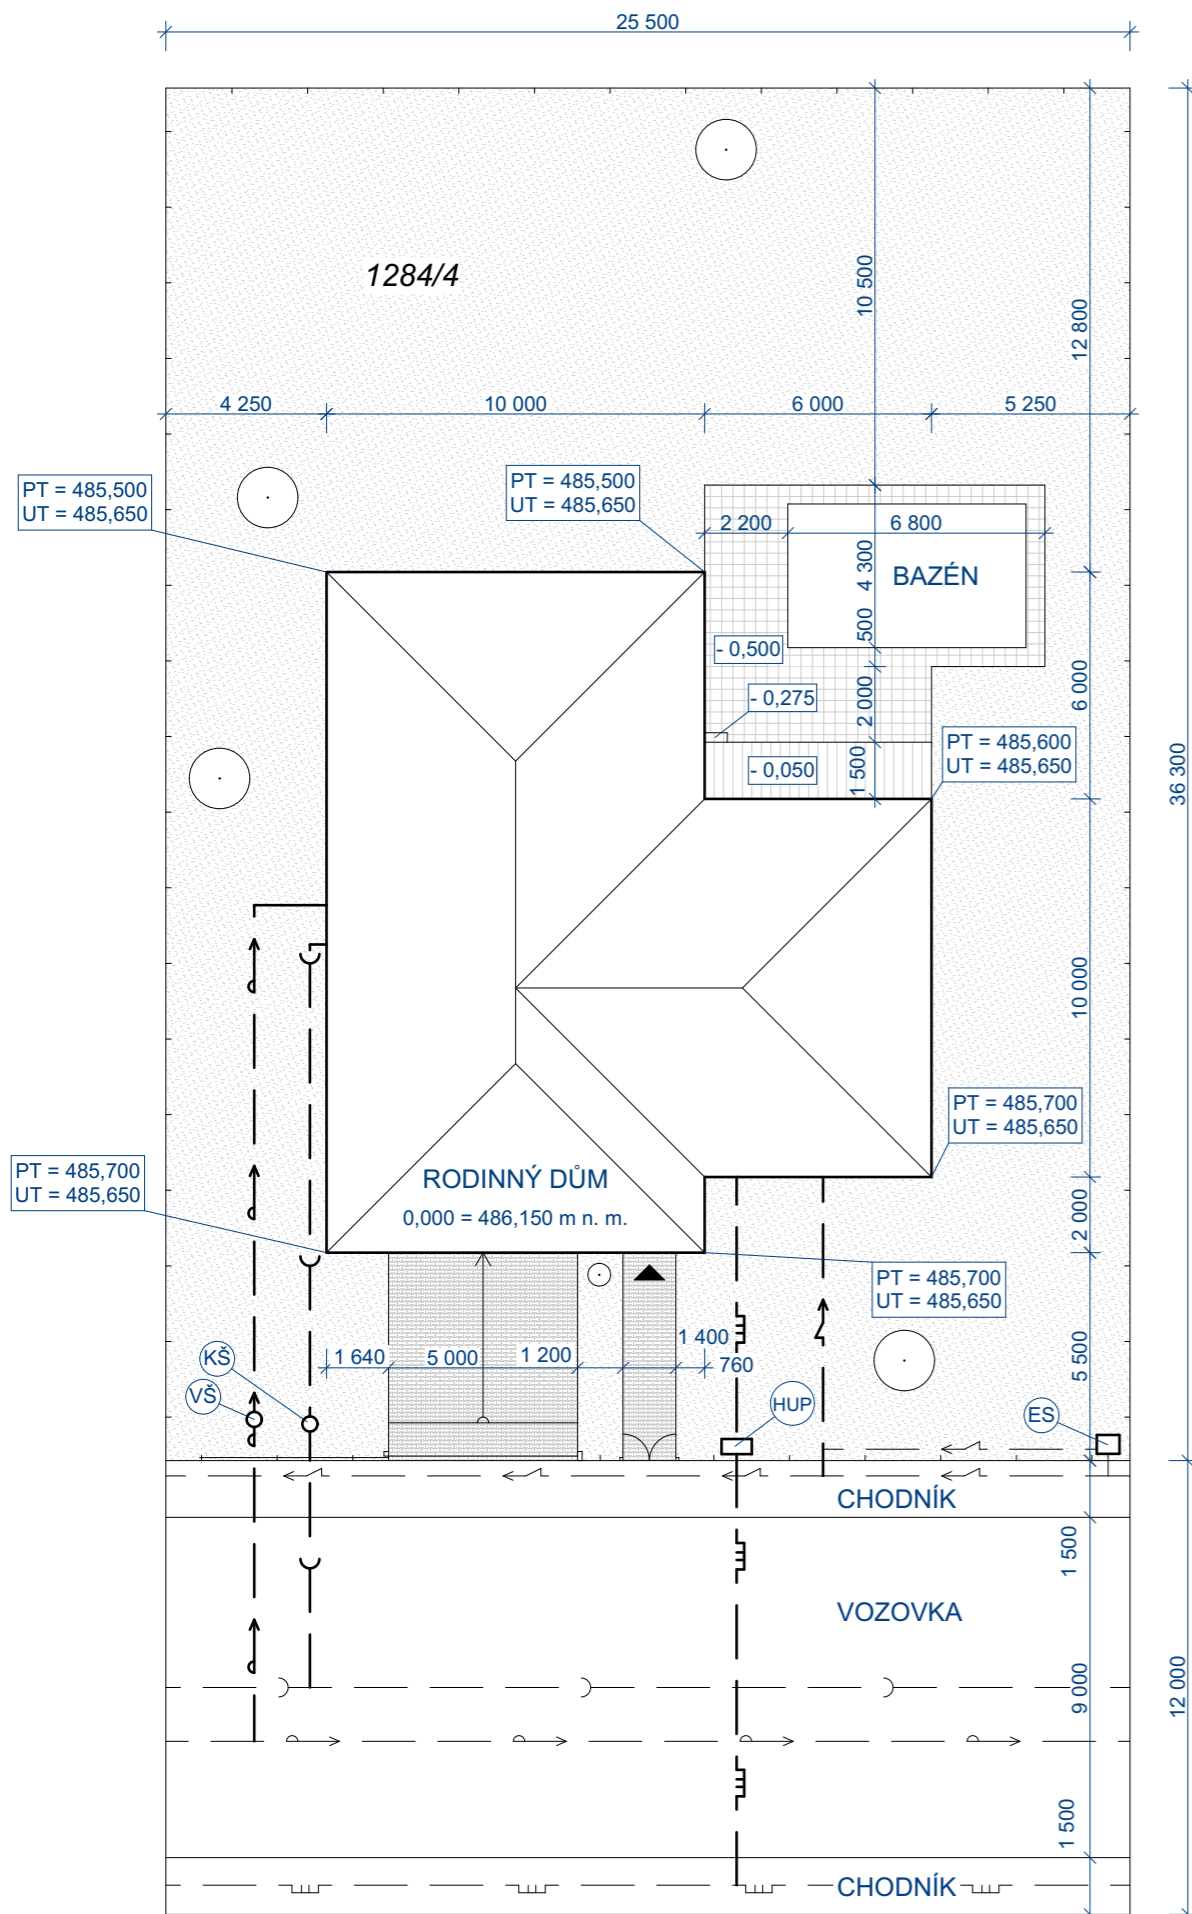 25 500
1284/4
10 500
12 800
36 300
4 250
10 000
6 000
5 250
PT = 485,500
UT = 485,650
PT = 485,500
UT = 485,650
2 200
6 800
4 300
BAZÉN
500
- 0,500
- 0,275
2 000
6 000
- 0,050
1 500
PT = 485,600
UT = 485,650
10 000
PT = 485,700
UT = 485,650
PT = 485,700
UT = 485,650
RODINNÝ DŮM
0,000 = 486,150 m n. m.
2 000
PT = 485,700
UT = 485,650
1 640
5 000
1 200
1 400
760
5 500
KŠ
VŠ
HUP
ES
CHODNÍK
1 500
VOZOVKA
9 000
12 000
1 500
CHODNÍK